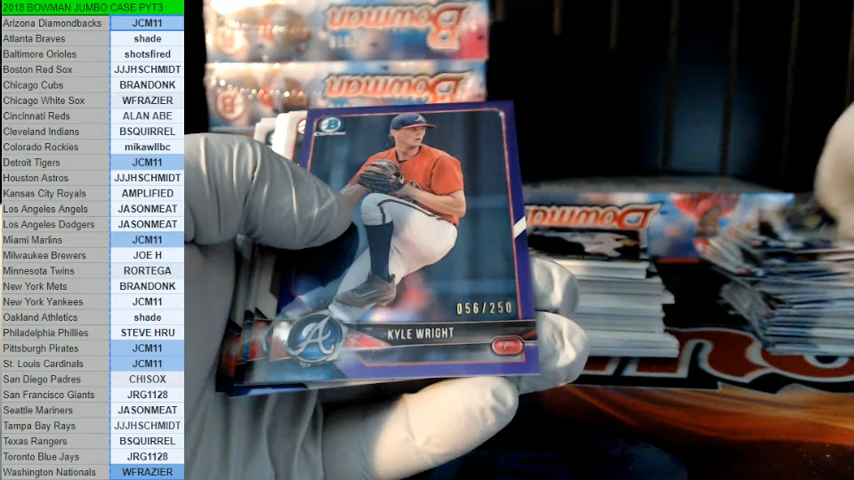 2018 BOWMAN JUMBO CASE PYT3
Arizona Diamondbacks JCM11
Atlanta Braves shade
Baltimore Orioles shotsfired
Boston Red Sox JJJHSCHMIDT
Chicago Cubs BRANDONK
Chicago White Sox WFRAZIER
Cincinnati Reds ALAN ABE
Cleveland Indians BSQUIRREL
Colorado Rockies mikawllbc
Detroit Tigers JCM11
Houston Astros JJJHSCHMIDT
Kansas City Royals AMPLIFIED
Los Angeles Angels JASONMEAT
Los Angeles Dodgers JASONMEAT
Miami Marlins JCM11
Milwaukee Brewers JOE H
Minnesota Twins RORTEGA
New York Mets BRANDONK
New York Yankees JCM11
Oakland Athletics shade
Philadelphia Phillies STEVE HRU
Pittsburgh Pirates JCM11
St. Louis Cardinals JCM11
San Diego Padres CHISOX
San Francisco Giants JRG1128
Seattle Mariners JASONMEAT
Tampa Bay Rays JJJHSCHMIDT
Texas Rangers BSQUIRREL
Toronto Blue Jays JRG1128
Washington Nationals WFRAZIER
Bowman
Bowman
B
Chrome
056/250
A
KYLE WRIGHT
P
Bowman